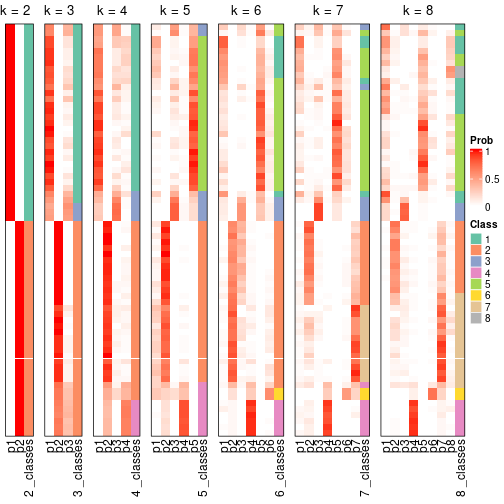 k = 2 k = 3 k = 4 k = 5 k = 6 k = 7 k = 8
Prob
1
0.5
0
Class
1
2
3
4
5
6
7
8
p1 p2 2_classes p1 p2 p3 3_classes p1 p2 p3 p4 4_classes p1 p2 p3 p4 p5 5_classes p1 p2 p3 p4 p5 p6 6_classes p1 p2 p3 p4 p5 p6 p7 7_classes p1 p2 p3 p4 p5 p6 p7 p8 8_classes